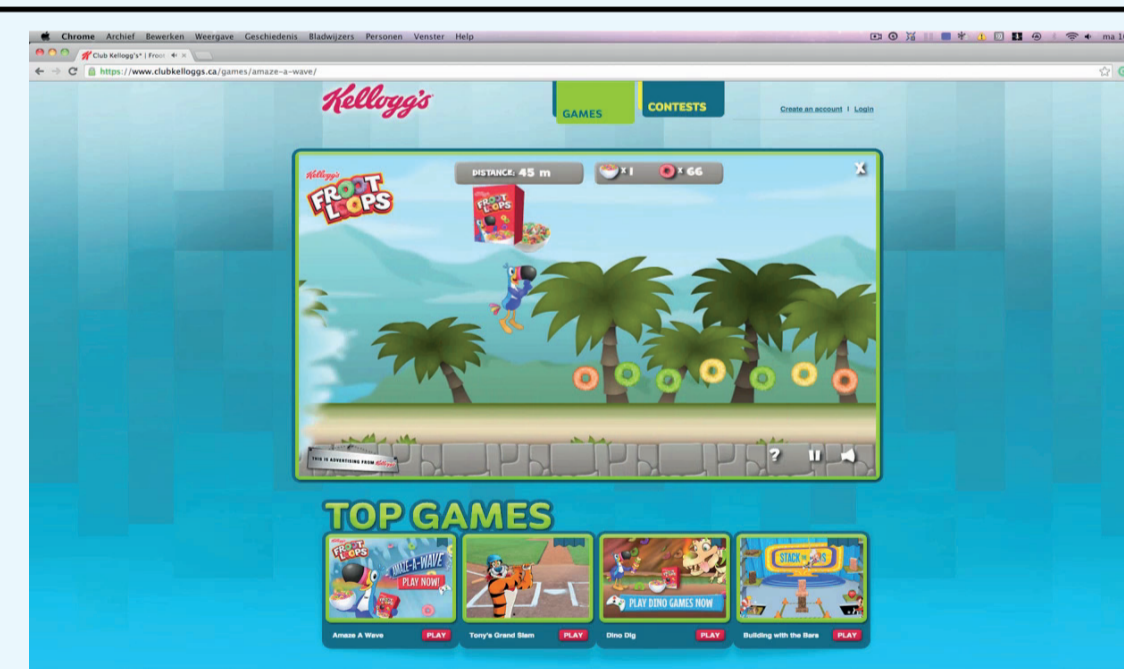 Chrome Archief Bewerken Weergave Geschiedenis Bladwijzers Personen Venster Help
Club Kellogg's* | Froot
https://www.clubkelloggs.ca/games/amaze-a-wave/
Kellogg's
GAMES
CONTESTS
Create an account | Login
Kellogg's
FROOT LOOPS
DISTANCE: 45 m
x 1
x 66
X
FROOT LOOPS
THIS IS ADVERTISING FROM Kellogg's
?
TOP GAMES
FROOT LOOPS
AMAZE-A-WAVE
PLAY NOW!
PLAY DINO GAMES NOW
Amaze A Wave PLAY
Tony's Grand Slam PLAY
Dino Dig PLAY
Building with the Bars PLAY